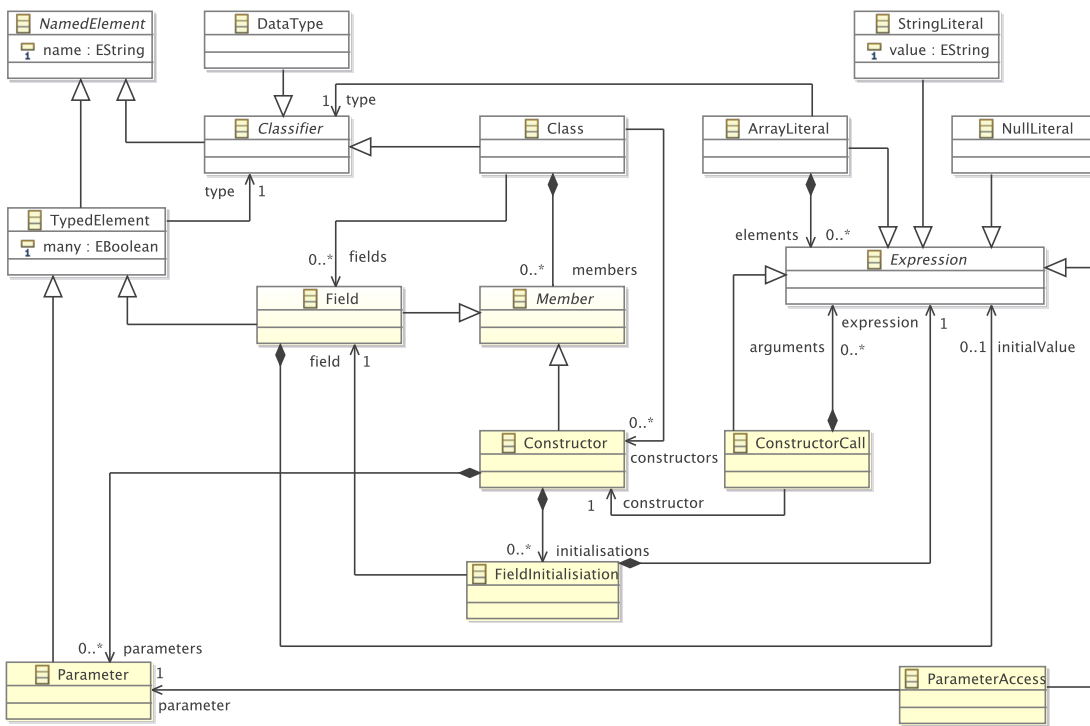 NamedElement
name : EString
DataType
StringLiteral
value : EString
1 type
Classifier
Class
ArrayLiteral
NullLiteral
type 1
TypedElement
many : EBoolean
elements 0..*
Expression
0..* fields
0..* members
Field
Member
field 1
expression 1
arguments 0..*
0..1 initialValue
0..*
Constructor
constructors
ConstructorCall
1 constructor
0..* initialisations
FieldInitialisiation
0..* parameters
Parameter
1
parameter
ParameterAccess